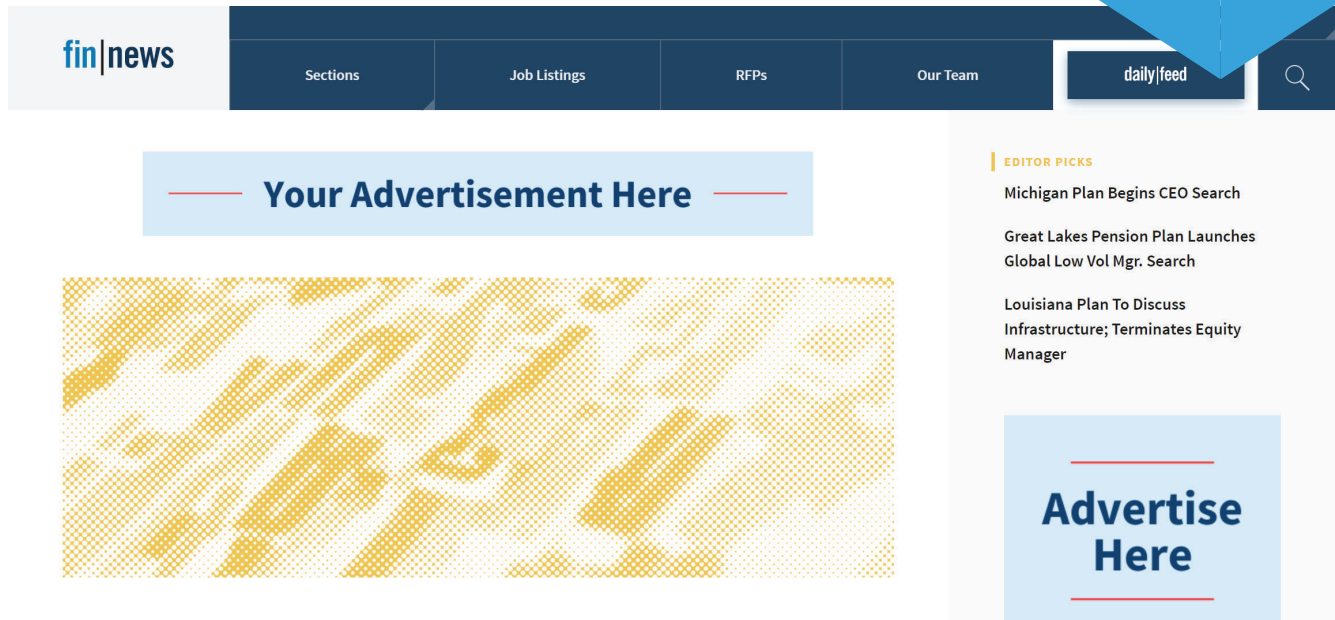 fin|news
Sections
Job Listings
RFPs
Our Team
daily|feed
Your Advertisement Here
EDITOR PICKS
Michigan Plan Begins CEO Search
Great Lakes Pension Plan Launches
Global Low Vol Mgr. Search
Louisiana Plan To Discuss
Infrastructure; Terminates Equity
Manager
Advertise
Here